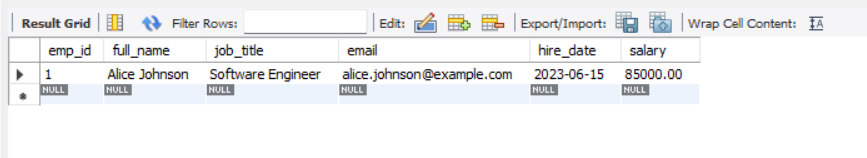 Result Grid Filter Rows: Edit: Export/Import: Wrap Cell Content: IA
emp_id full_name job_title email hire_date salary
1 Alice Johnson Software Engineer alice.johnson@example.com 2023-06-15 85000.00
NULL NULL NULL NULL NULL NULL